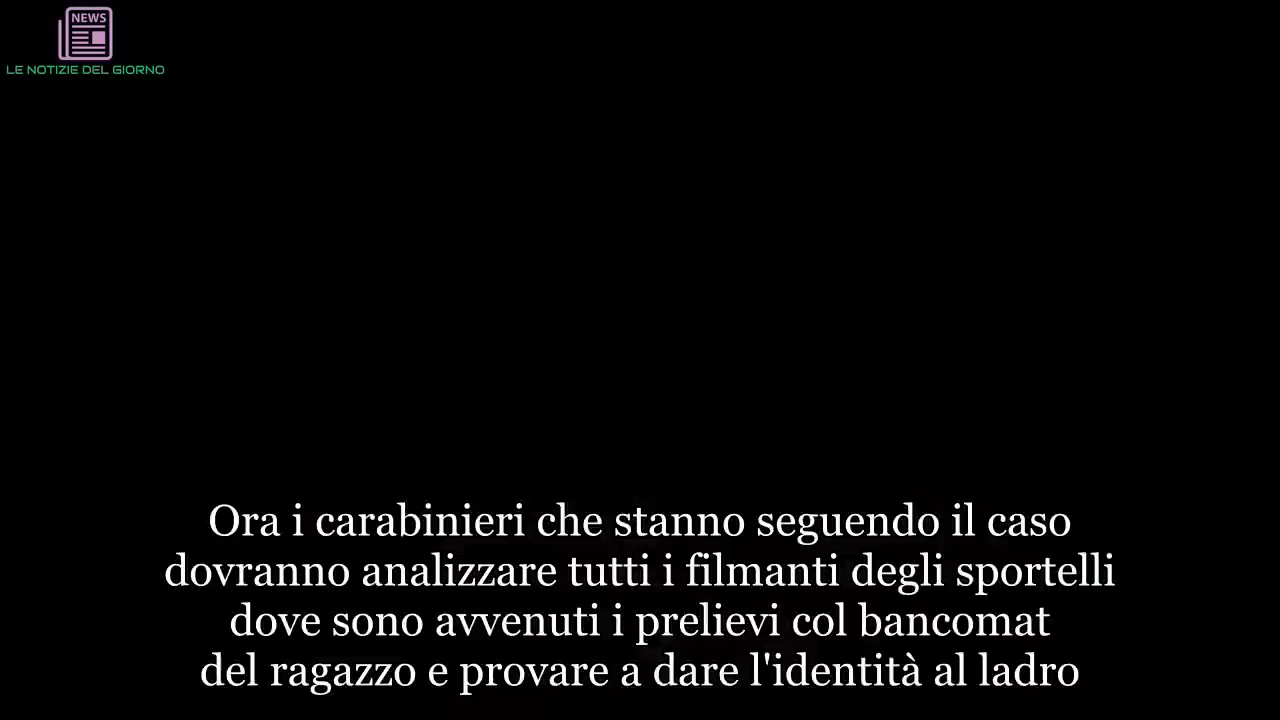 NEWS
LE NOTIZIE DEL GIORNO
Ora i carabinieri che stanno seguendo il caso
dovranno analizzare tutti i filmanti degli sportelli
dove sono avvenuti i prelievi col bancomat
del ragazzo e provare a dare l'identità al ladro